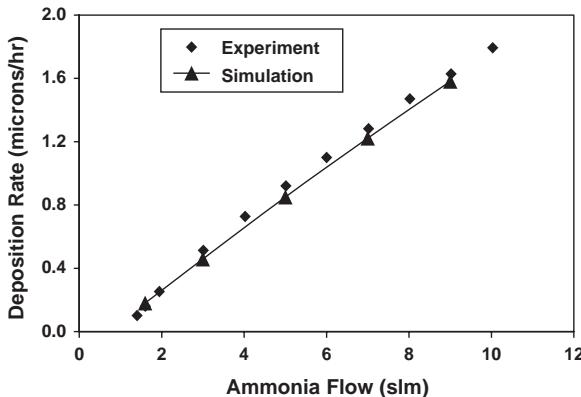 Deposition Rate (microns/hr)
2.0
1.6
1.2
0.8
0.4
0.0
Experiment
Simulation
0 2 4 6 8 10 12
Ammonia Flow (slm)